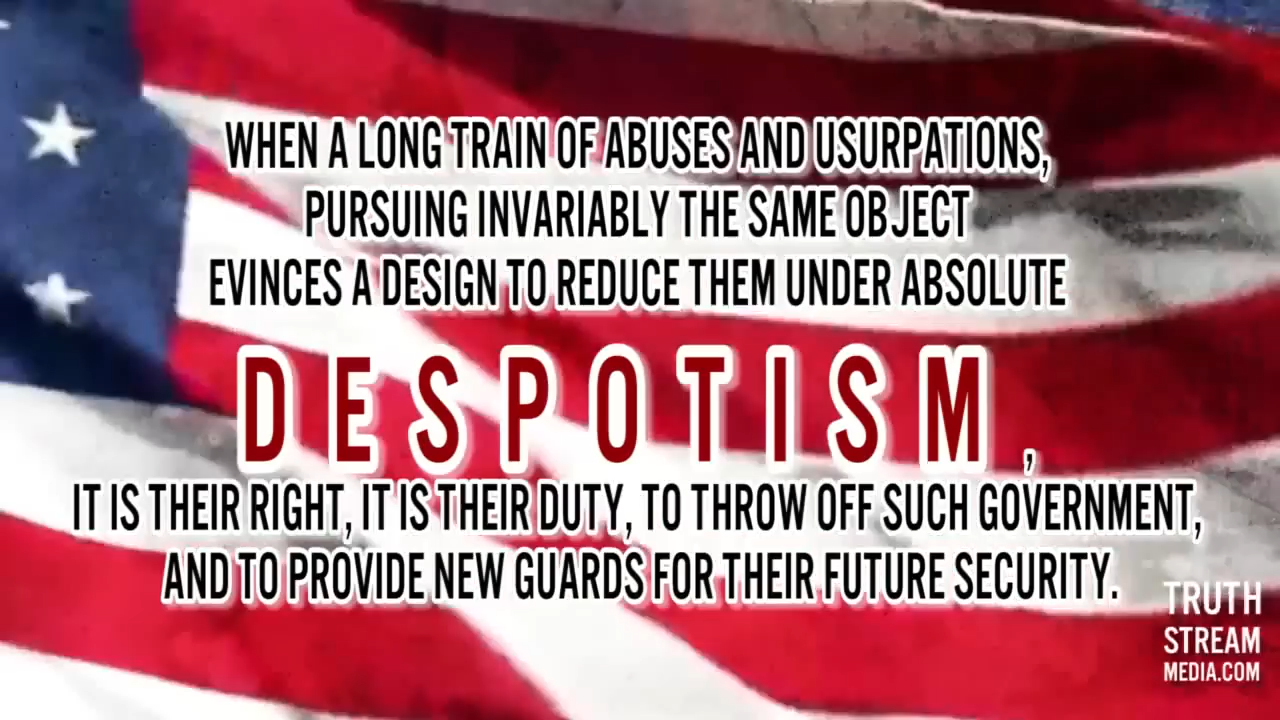 WHEN A LONG TRAIN OF ABUSES AND USURPATIONS,
PURSUING INVARIABLY THE SAME OBJECT
EVINCES A DESIGN TO REDUCE THEM UNDER ABSOLUTE
DESPOTISM,
IT IS THEIR RIGHT, IT IS THEIR DUTY, TO THROW OFF SUCH GOVERNMENT,
AND TO PROVIDE NEW GUARDS FOR THEIR FUTURE SECURITY.
TRUTH
STREAM
MEDIA.COM